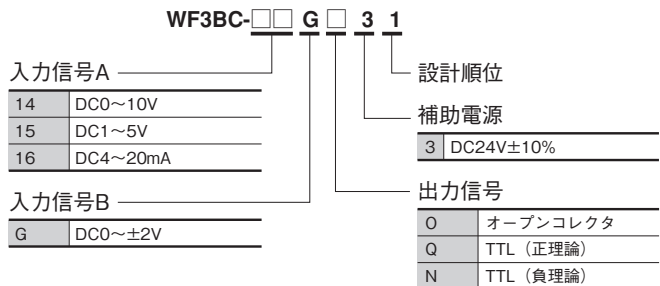 WF3BC-□□ G □ 3 1
入力信号A
14 DC0～10V
15 DC1～5V
16 DC4～20mA
入力信号B
G DC0～±2V
設計順位
補助電源
3 DC24V±10%
出力信号
O オープンコレクタ
Q TTL（正理論）
N TTL（負理論）